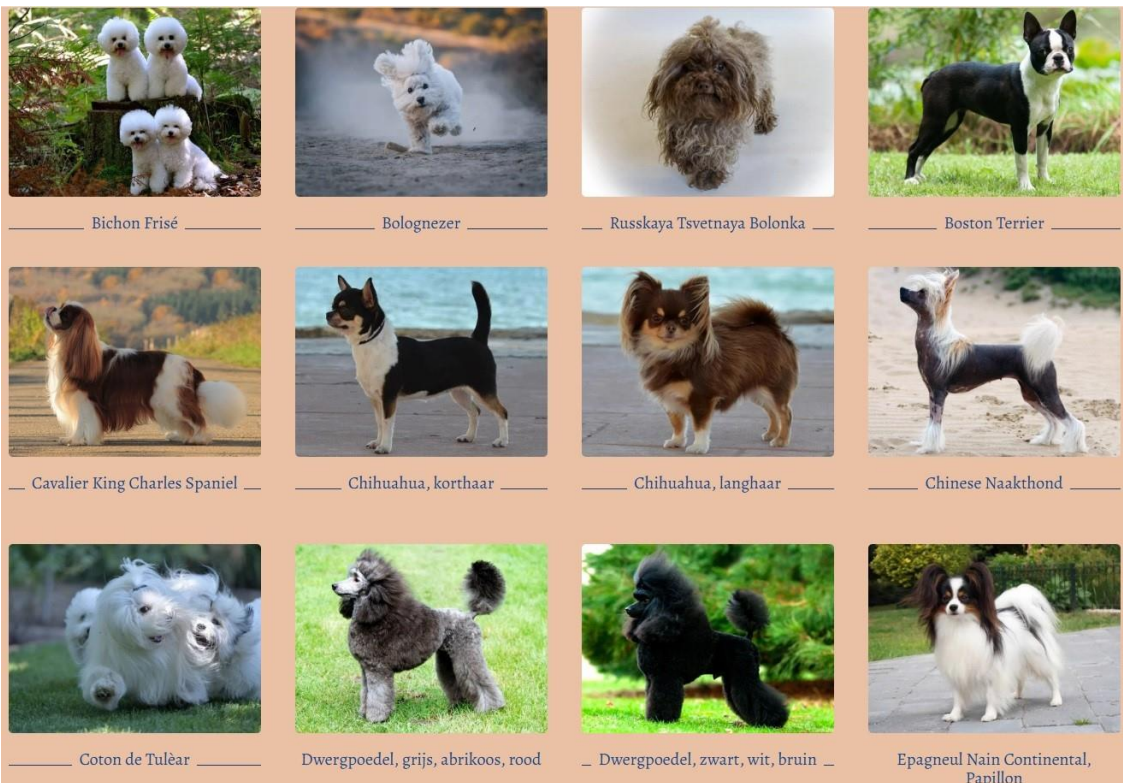 Bichon Frisé
Bolognezer
Russkaya Tsvetnaya Bolonka
Boston Terrier
Cavalier King Charles Spaniel
Chihuahua, korthaar
Chihuahua, langhaar
Chinese Naakthond
Coton de Tulèar
Dwergpoedel, grijs, abrikoos, rood
Dwergpoedel, zwart, wit, bruin
Epagneul Nain Continental,
Papillon